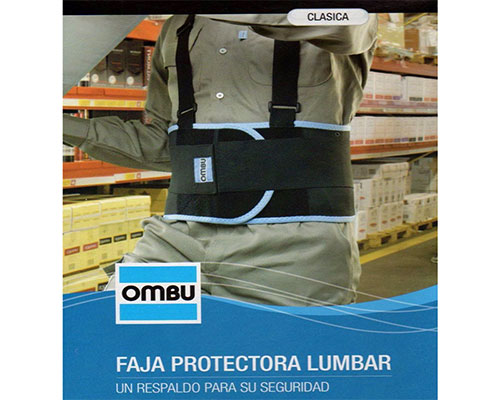 CLASICA
OMBU
OMBU
FAJA PROTECTORA LUMBAR
UN RESPALDO PARA SU SEGURIDAD